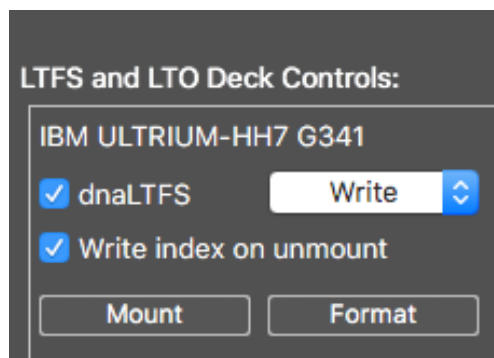 LTFS and LTO Deck Controls:
IBM ULTRIUM-HH7 G341
dnaLTFS Write
Write index on unmount
Mount Format